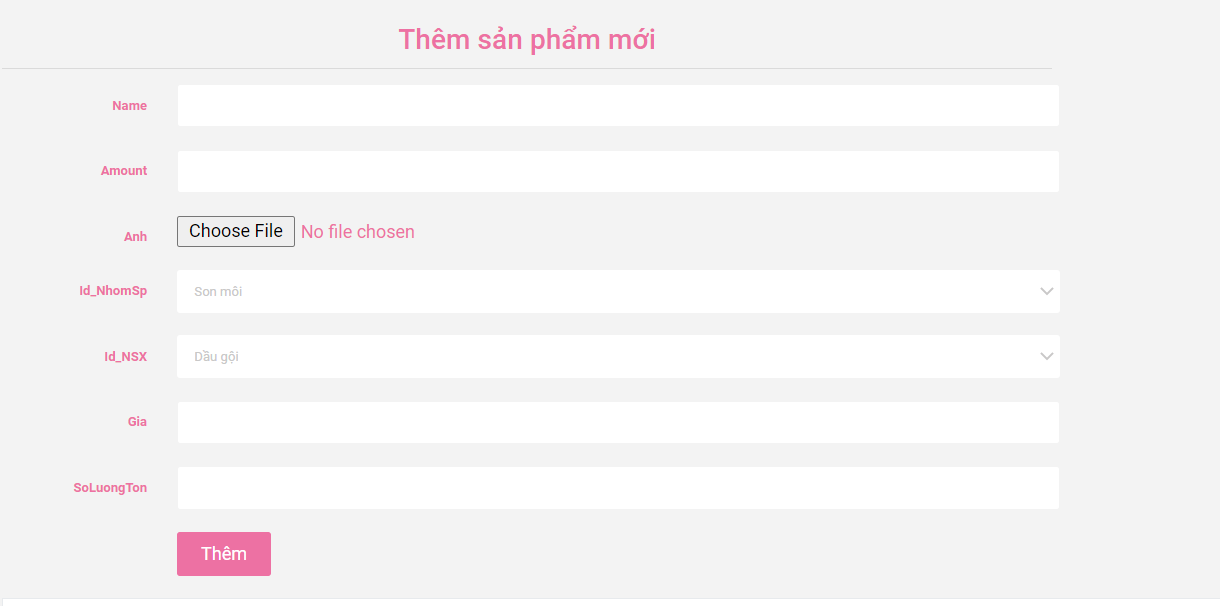 Thêm sản phẩm mới
Name
Amount
Anh
Choose File No file chosen
Id_NhomSp
Son môi
Id_NSX
Dầu gội
Gia
SoLuongTon
Thêm